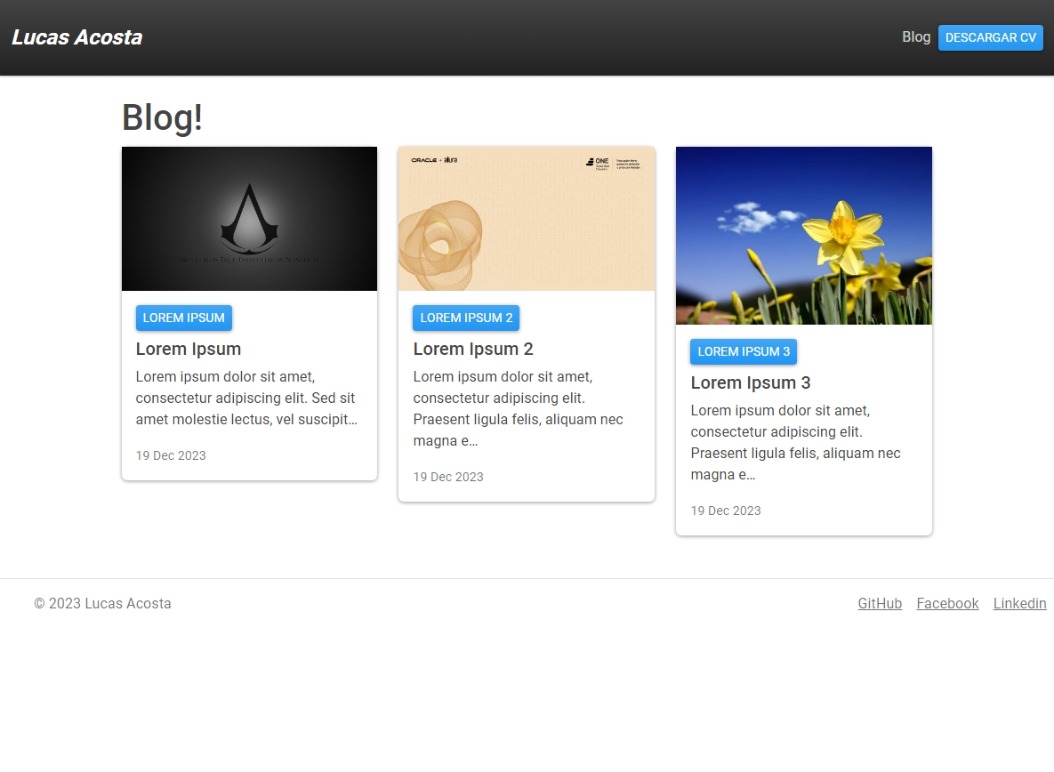 Lucas Acosta
Blog
DESCARGAR CV
Blog!
LOREM IPSUM
Lorem Ipsum
Lorem ipsum dolor sit amet,
consectetur adipiscing elit. Sed sit
amet molestie lectus, vel suscipit...
19 Dec 2023
ORACLE + alura
ONE
LOREM IPSUM 2
Lorem Ipsum 2
Lorem ipsum dolor sit amet,
consectetur adipiscing elit.
Praesent ligula felis, aliquam nec
magna e...
19 Dec 2023
LOREM IPSUM 3
Lorem Ipsum 3
Lorem ipsum dolor sit amet,
consectetur adipiscing elit.
Praesent ligula felis, aliquam nec
magna e...
19 Dec 2023
© 2023 Lucas Acosta
GitHub
Facebook
Linkedin